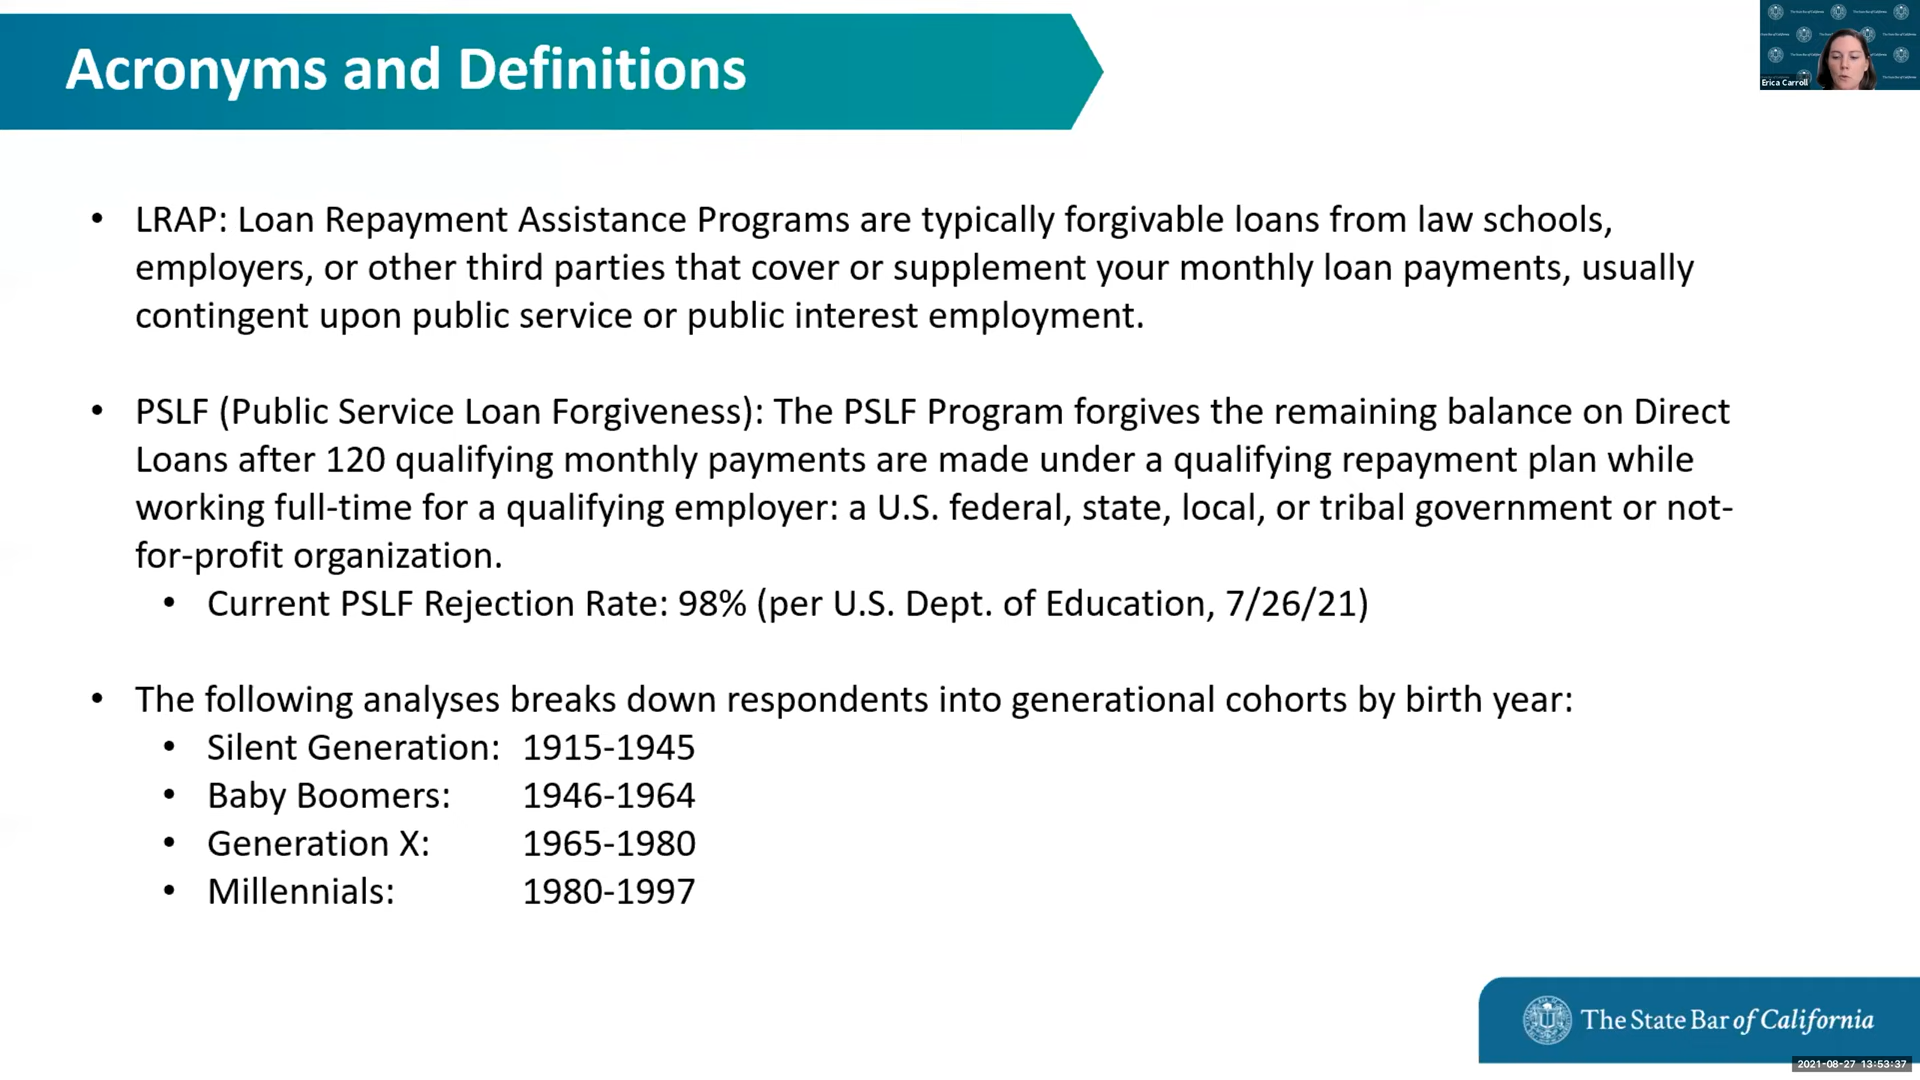 Acronyms and Definitions
Erica Carroll
• LRAP: Loan Repayment Assistance Programs are typically forgivable loans from law schools,
employers, or other third parties that cover or supplement your monthly loan payments, usually
contingent upon public service or public interest employment.
• PSLF (Public Service Loan Forgiveness): The PSLF Program forgives the remaining balance on Direct
Loans after 120 qualifying monthly payments are made under a qualifying repayment plan while
working full-time for a qualifying employer: a U.S. federal, state, local, or tribal government or not-
for-profit organization.
• Current PSLF Rejection Rate: 98% (per U.S. Dept. of Education, 7/26/21)
• The following analyses breaks down respondents into generational cohorts by birth year:
• Silent Generation: 1915-1945
• Baby Boomers: 1946-1964
• Generation X: 1965-1980
• Millennials: 1980-1997
The State Bar of California
2021-08-27 13:53:37